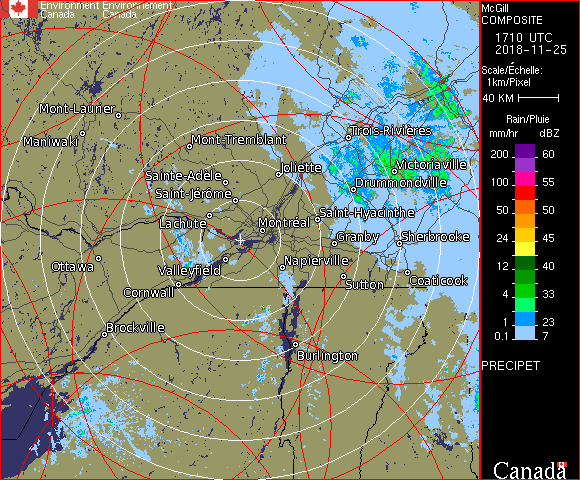 Environment Environnement
Canada Canada
McGill
COMPOSITE
1710 UTC
2018-11-25
Scale/Échelle:
1km/Pixel
40 KM
Rain/Pluie
mm/hr dBZ
200 60
100 55
50 50
24 45
12 40
4 33
1 23
0.1 7
PRECIPET
Canada
Mont-Laurier
Maniwaki
Mont-Tremblant
Trois-Rivières
Joliette
Victoriaville
Sainte-Adèle
Drummondville
Saint-Jérôme
Lachute
Saint-Hyacinthe
Montréal
Granby
Sherbrooke
Ottawa
Valleyfield
Napierville
Sutton
Coaticook
Cornwall
Brockville
Burlington